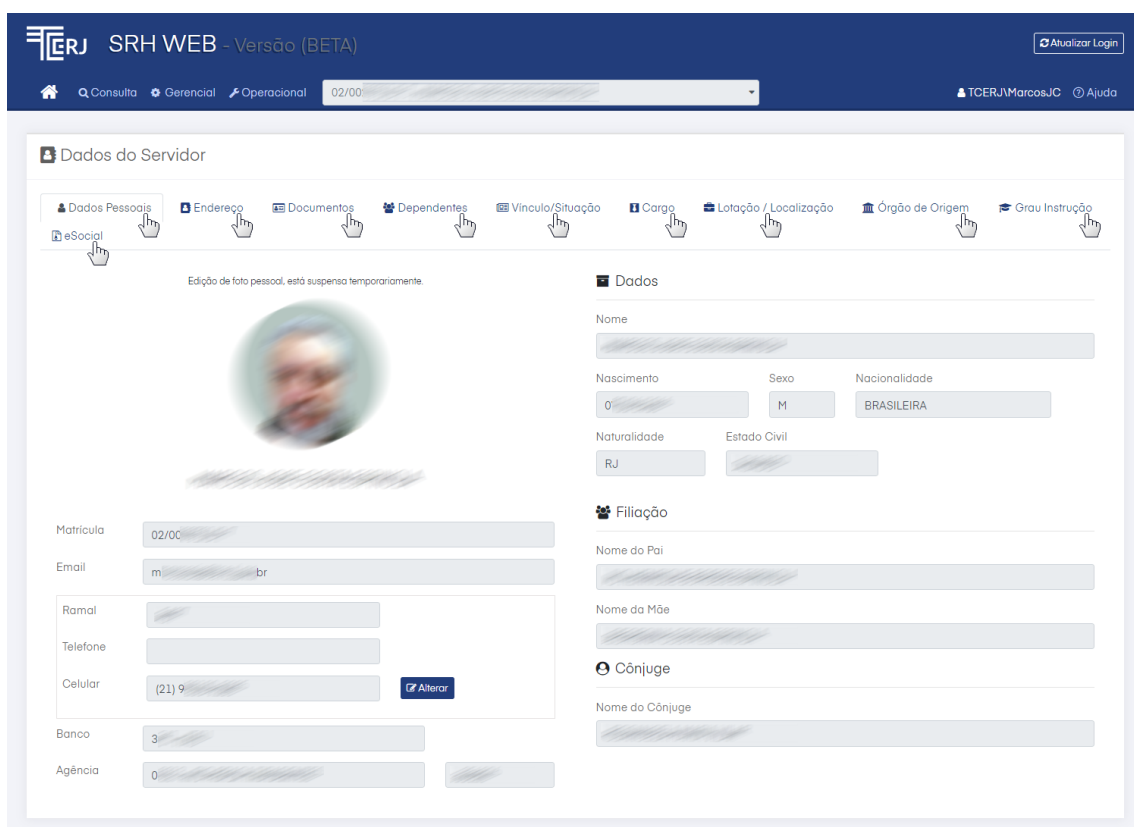 TCERJ SRH WEB - Versão (BETA)
Atualizar Login
Consulta Gerencial Operacional 02/00
TCERJ\MarcosJC Ajuda
Dados do Servidor
Dados Pessoais Endereço Documentos Dependentes Vínculo/Situação Cargo Lotação / Localização Órgão de Origem Grau Instrução
eSocial
Edição de foto pessoal, está suspensa temporariamente.
Matrícula 02/00
Email m br
Ramal
Telefone
Celular (21) 9 Alterar
Banco 3
Agência 0
Dados
Nome
Nascimento Sexo Nacionalidade
0 M BRASILEIRA
Naturalidade Estado Civil
RJ
Filiação
Nome do Pai
Nome da Mãe
Cônjuge
Nome do Cônjuge